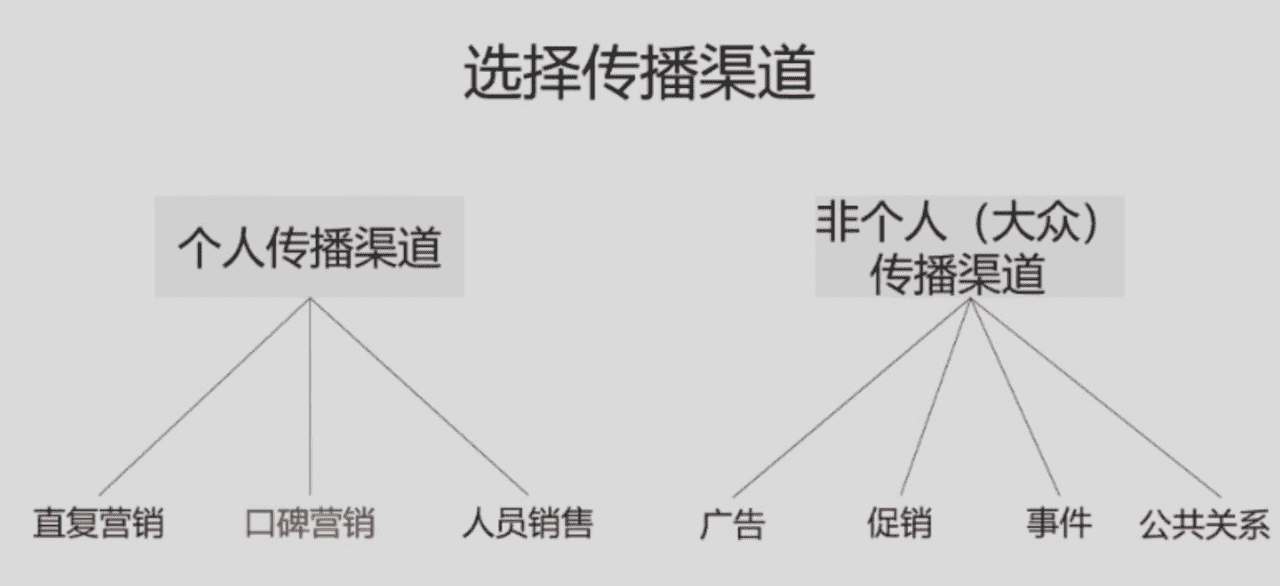 选择传播渠道
个人传播渠道
非个人（大众）
传播渠道
直复营销
口碑营销
人员销售
广告
促销
事件
公共关系